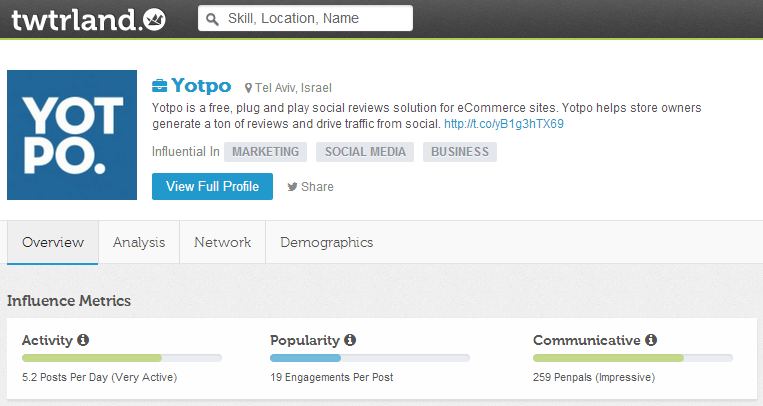 twtrland.
Skill, Location, Name
YOT
PO.
Yotpo Tel Aviv, Israel
Yotpo is a free, plug and play social reviews solution for eCommerce sites. Yotpo helps store owners
generate a ton of reviews and drive traffic from social. http://t.co/yB1g3hTX69
Influential In MARKETING SOCIAL MEDIA BUSINESS
View Full Profile Share
Overview Analysis Network Demographics
Influence Metrics
Activity Popularity Communicative
5.2 Posts Per Day (Very Active) 19 Engagements Per Post 259 Penpals (Impressive)